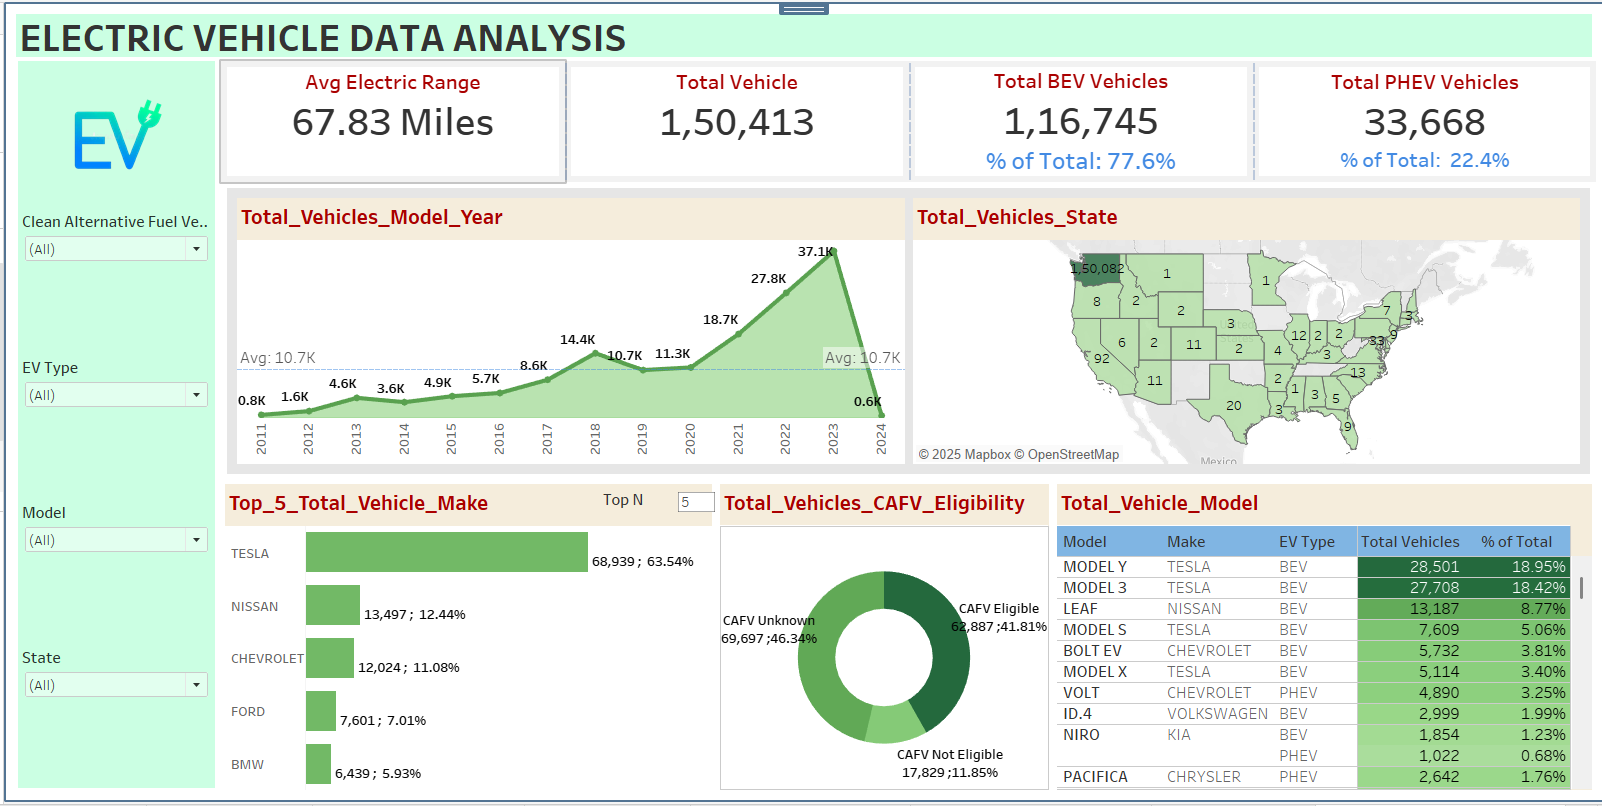 ELECTRIC VEHICLE DATA ANALYSIS
EV
Clean Alternative Fuel Ve..
(All)
EV Type
(All)
Model
(All)
State
(All)
Avg Electric Range
67.83 Miles
Total Vehicle
1,50,413
Total BEV Vehicles
1,16,745
% of Total: 77.6%
Total PHEV Vehicles
33,668
% of Total: 22.4%
Total_Vehicles_Model_Year
0.8K
1.6K
4.6K
3.6K
4.9K
5.7K
8.6K
14.4K
10.7K
11.3K
18.7K
27.8K
37.1K
0.6K
Avg: 10.7K
Avg: 10.7K
2011
2012
2013
2014
2015
2016
2017
2018
2019
2020
2021
2022
2023
2024
Total_Vehicles_State
1,50,082
1
1
8
2
2
3
7
3
6
2
11
2
12
2
2
33
9
92
4
3
11
13
2
1
3
5
20
3
9
Mexico
© 2025 Mapbox © OpenStreetMap
Top_5_Total_Vehicle_Make
Top N
5
TESLA
68,939 ; 63.54%
NISSAN
13,497 ; 12.44%
CHEVROLET
12,024 ; 11.08%
FORD
7,601 ; 7.01%
BMW
6,439 ; 5.93%
Total_Vehicles_CAFV_Eligibility
CAFV Unknown
69,697 ;46.34%
CAFV Eligible
62,887 ;41.81%
CAFV Not Eligible
17,829 ;11.85%
Total_Vehicle_Model
Model Make EV Type Total Vehicles % of Total
MODEL Y TESLA BEV 28,501 18.95%
MODEL 3 TESLA BEV 27,708 18.42%
LEAF NISSAN BEV 13,187 8.77%
MODEL S TESLA BEV 7,609 5.06%
BOLT EV CHEVROLET BEV 5,732 3.81%
MODEL X TESLA BEV 5,114 3.40%
VOLT CHEVROLET PHEV 4,890 3.25%
ID.4 VOLKSWAGEN BEV 2,999 1.99%
NIRO KIA BEV 1,854 1.23%
PHEV 1,022 0.68%
PACIFICA CHRYSLER PHEV 2,642 1.76%